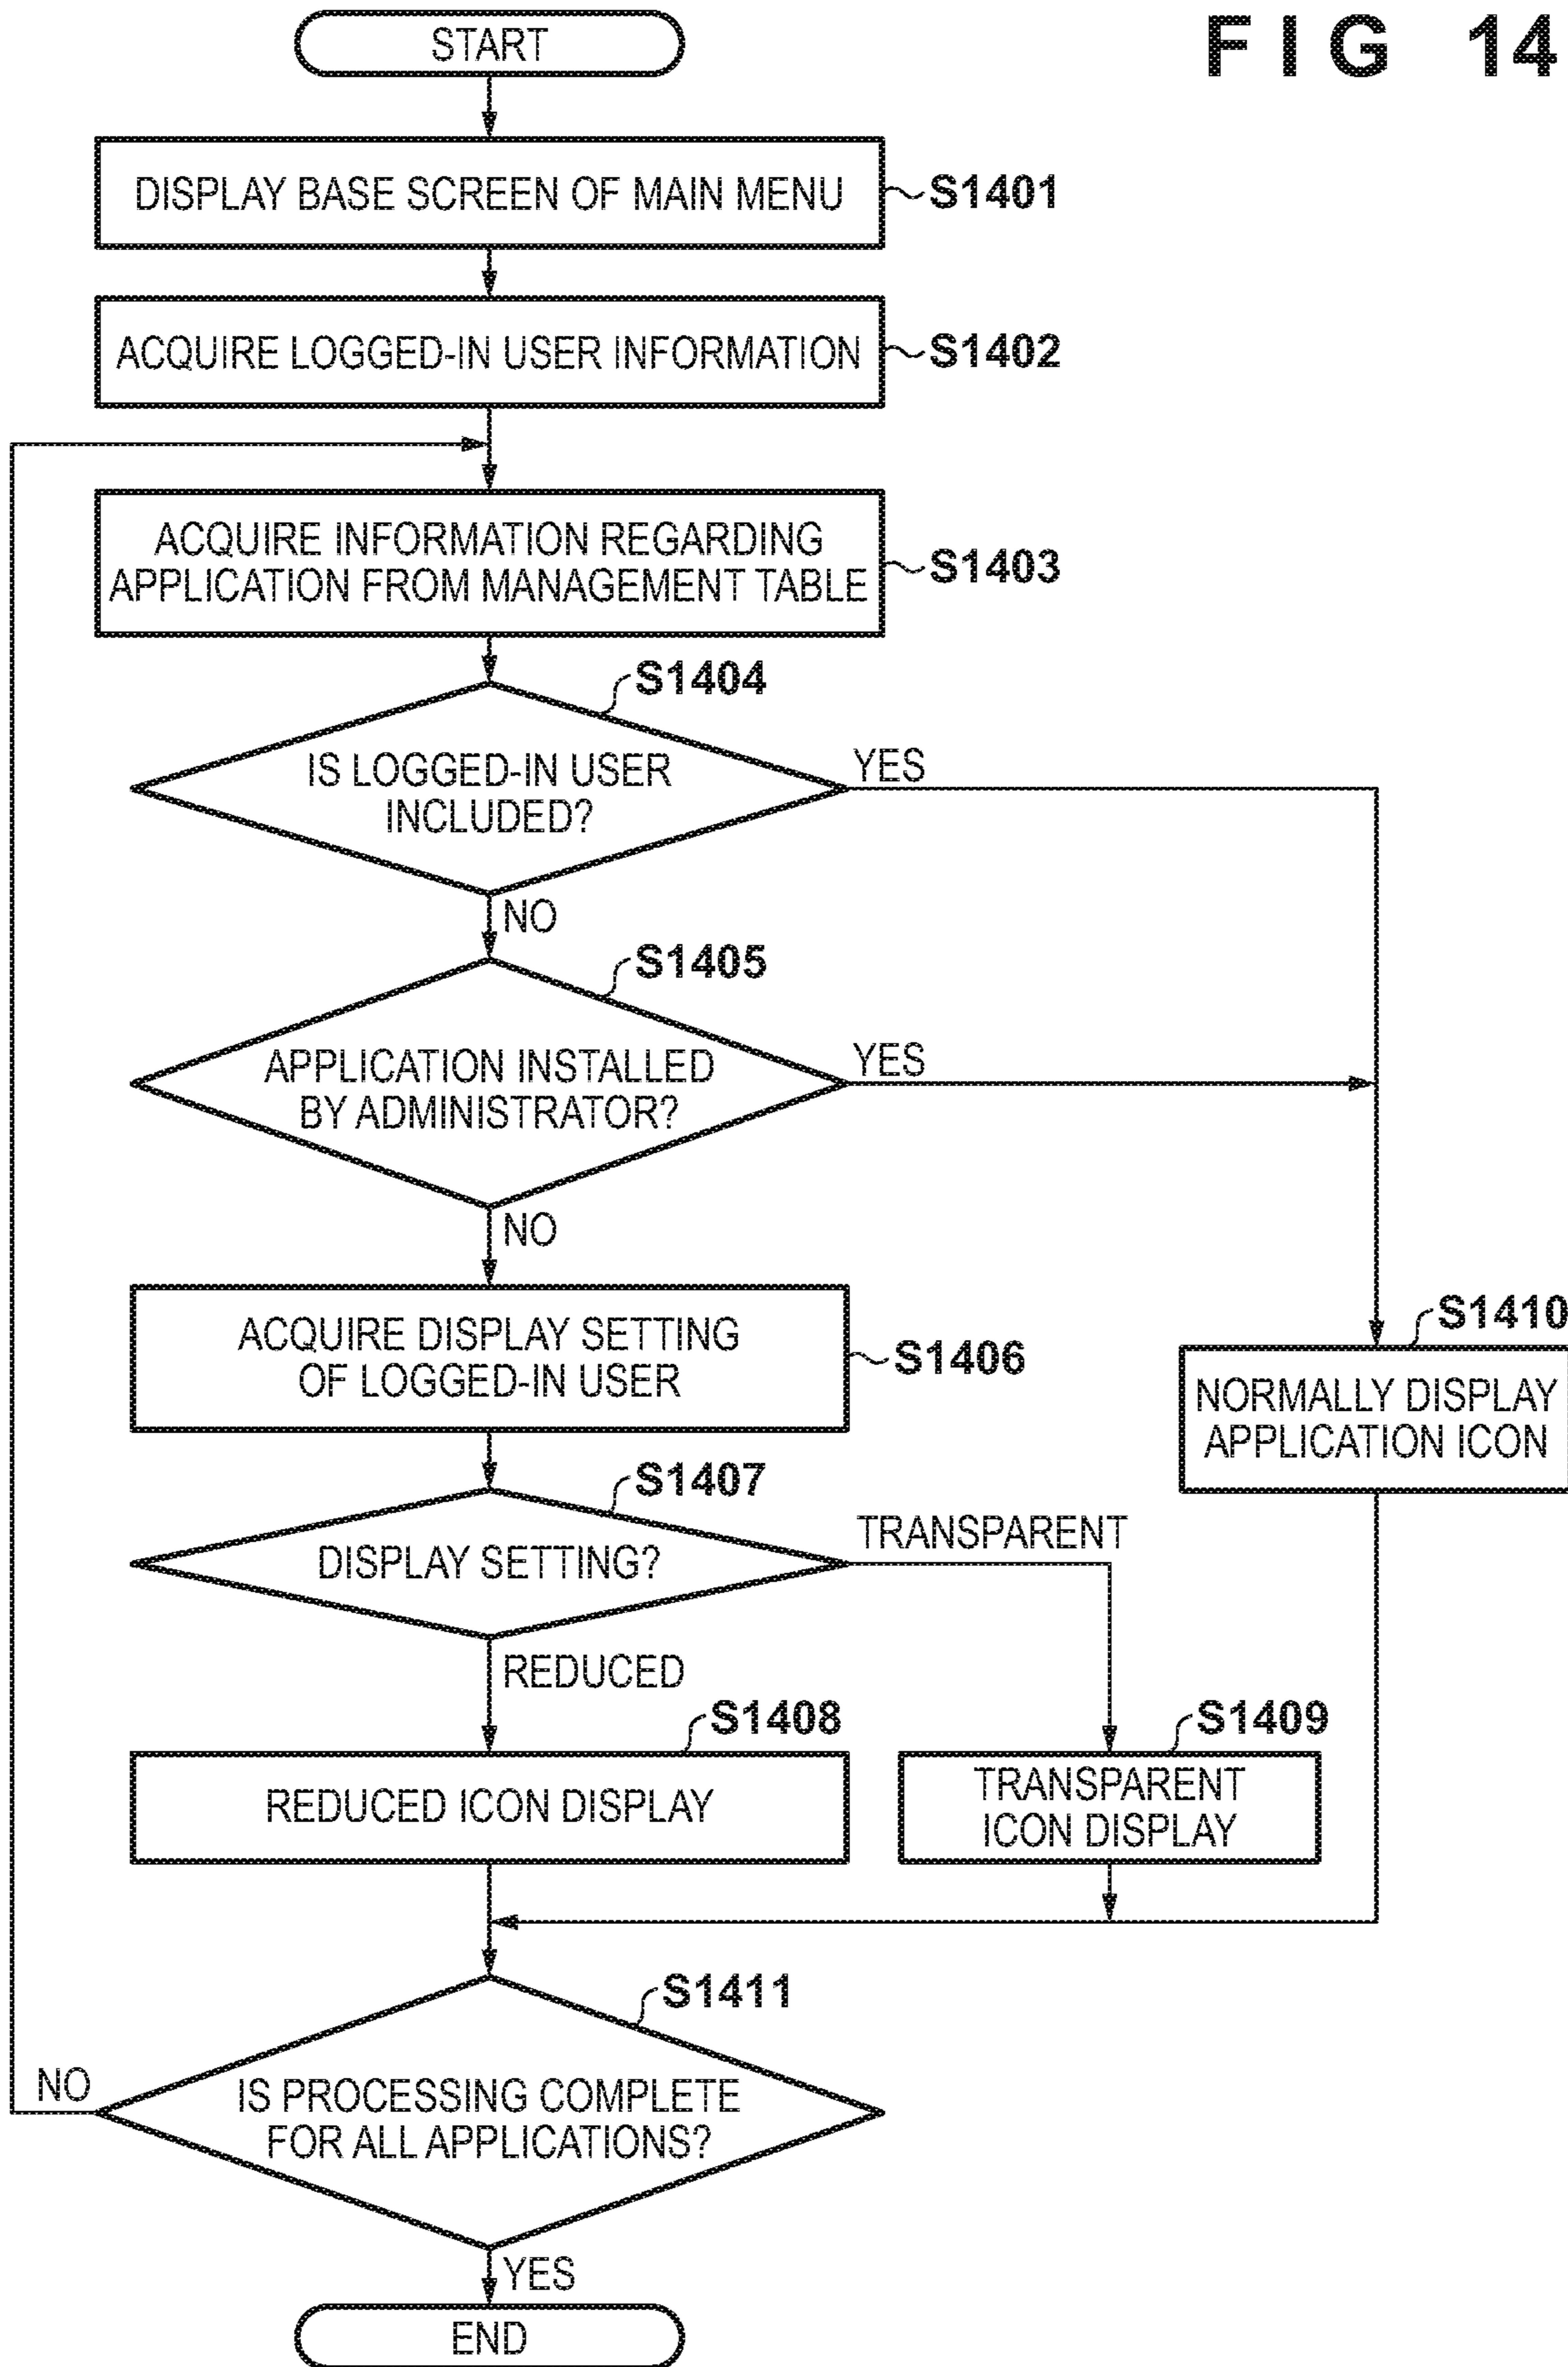 FIG 14
START
DISPLAY BASE SCREEN OF MAIN MENU
S1401
ACQUIRE LOGGED-IN USER INFORMATION
S1402
ACQUIRE INFORMATION REGARDING
APPLICATION FROM MANAGEMENT TABLE
S1403
S1404
IS LOGGED-IN USER
INCLUDED?
YES
NO
S1405
APPLICATION INSTALLED
BY ADMINISTRATOR?
YES
NO
ACQUIRE DISPLAY SETTING
OF LOGGED-IN USER
S1406
S1410
NORMALLY DISPLAY
APPLICATION ICON
S1407
DISPLAY SETTING?
TRANSPARENT
REDUCED
S1408
REDUCED ICON DISPLAY
S1409
TRANSPARENT
ICON DISPLAY
S1411
IS PROCESSING COMPLETE
FOR ALL APPLICATIONS?
NO
YES
END